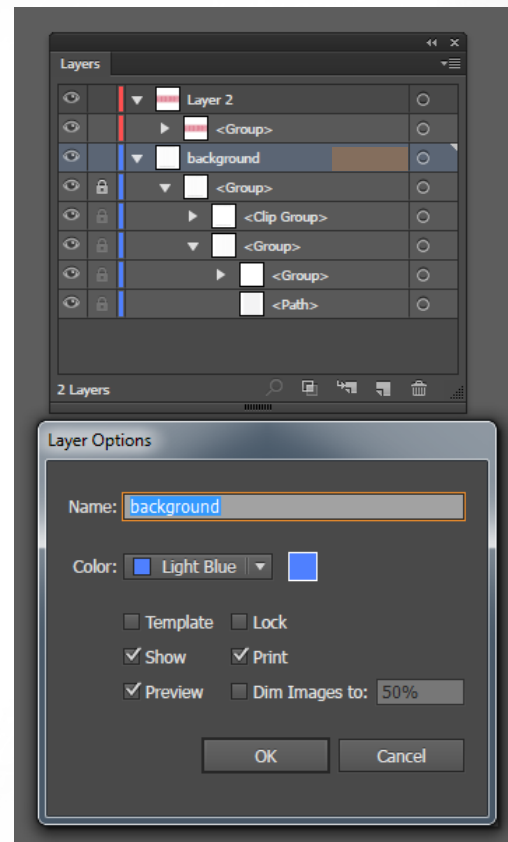 Layers
Layer 2
<Group>
background
<Group>
<Clip Group>
<Group>
<Group>
<Path>
2 Layers
Layer Options
Name: background
Color: Light Blue
Template Lock
Show Print
Preview Dim Images to: 50%
OK Cancel